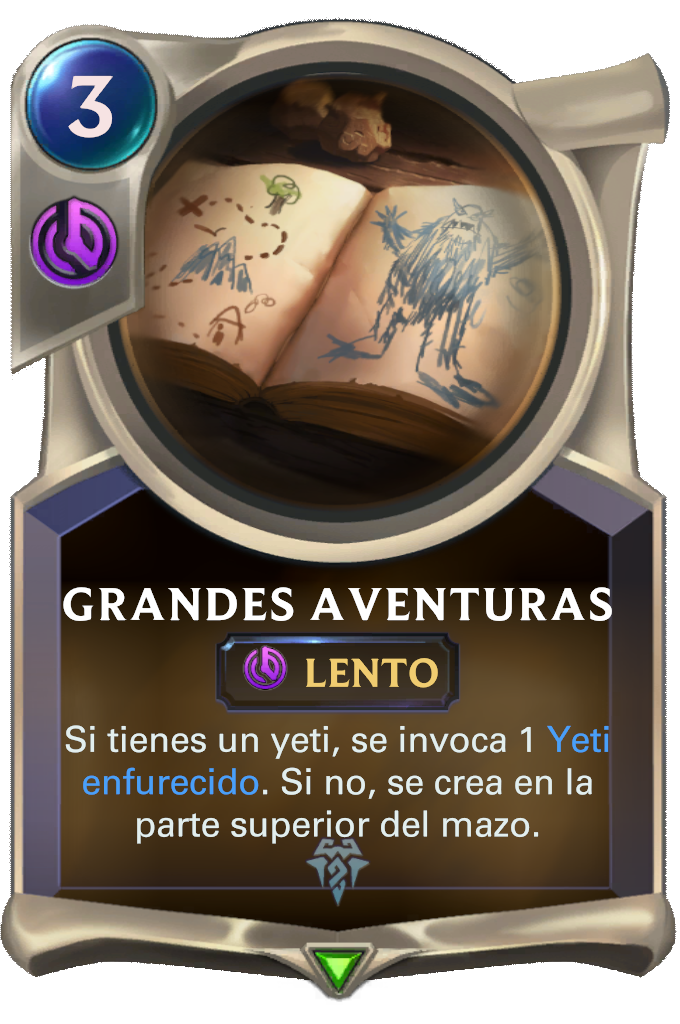 3
GRANDES AVENTURAS
LENTO
Si tienes un yeti, se invoca 1 Yeti
enfurecido. Si no, se crea en la
parte superior del mazo.